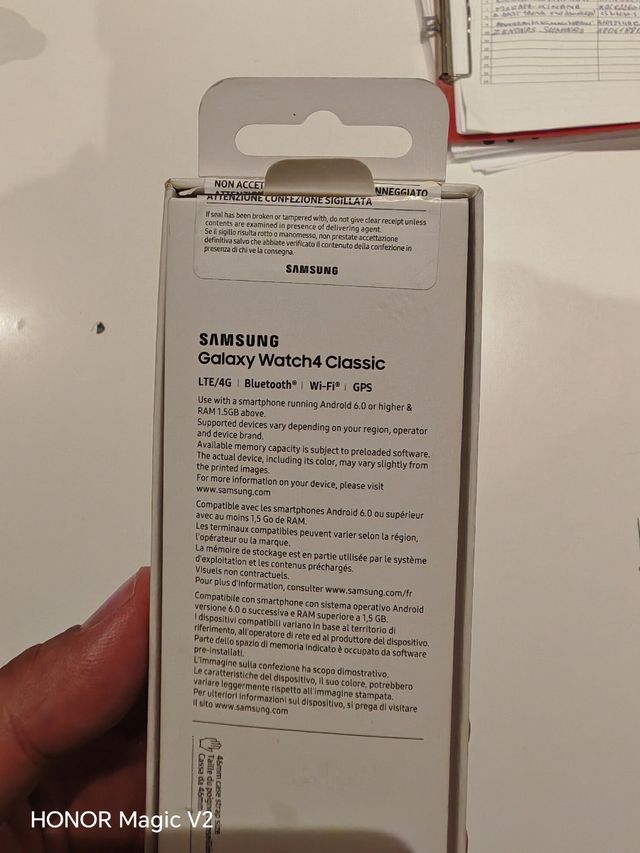 NON ACCET NNEGGIATO
ATTENZIONE CONFEZIONE SIGILLATA
If seal has been broken or tampered with, do not give clear receipt unless
contents are examined in presence of delivering agent.
Se il sigillo risulta rotto o manomesso, non prestate accettazione
definitiva salvo che abbiate verificato il contenuto della confezione in
presenza di chi ve la consegna.
SAMSUNG
SAMSUNG
Galaxy Watch4 Classic
LTE/4G | Bluetooth® | Wi-Fi® | GPS
Use with a smartphone running Android 6.0 or higher &
RAM 1.5GB above.
Supported devices vary depending on your region, operator
and device brand.
Available memory capacity is subject to preloaded software.
The actual device, including its color, may vary slightly from
the printed images.
For more information on your device, please visit
www.samsung.com
Compatible avec les smartphones Android 6.0 ou supérieur
avec au moins 1,5 Go de RAM.
Les terminaux compatibles peuvent varier selon la région,
l'opérateur ou la marque.
La mémoire de stockage est en partie utilisée par le système
d'exploitation et les contenus préchargés.
Visuels non contractuels.
Pour plus d'information, consulter www.samsung.com/fr
Compatibile con smartphone con sistema operativo Android
versione 6.0 o successiva e RAM superiore a 1,5 GB.
I dispositivi compatibili variano in base al territorio di
riferimento, all'operatore di rete ed al produttore del dispositivo.
Parte dello spazio di memoria indicato è occupato da software
pre-installati.
L'immagine sulla confezione ha scopo dimostrativo.
Le caratteristiche del dispositivo, il suo colore, potrebbero
variare leggermente rispetto all'immagine stampata.
Per ulteriori informazioni sul dispositivo, si prega di visitare
il sito www.samsung.com
46mm case strap size
Taille du poignet
Cassa da 46mm
HONOR Magic V2